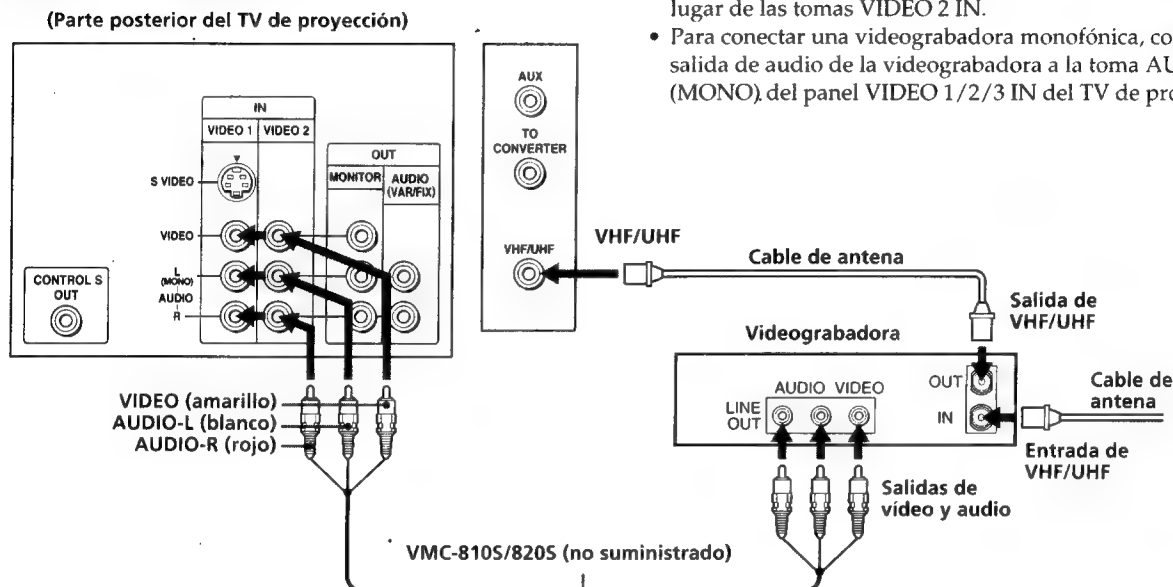 (Parte posterior del TV de proyección)
lugar de las tomas VIDEO 2 IN.
• Para conectar una videograbadora monofónica, co
salida de audio de la videograbadora a la toma AU
(MONO) del panel VIDEO 1/2/3 IN del TV de pro
IN
VIDEO 1 VIDEO 2
OUT
MONITOR AUDIO
(VAR/FIX)
S VIDEO
VIDEO
L
(MONO)
AUDIO
R
CONTROL S
OUT
AUX
TO
CONVERTER
VHF/UHF
VHF/UHF
Cable de antena
Salida de
VHF/UHF
Videograbadora
AUDIO VIDEO
LINE
OUT
OUT
IN
Cable de
antena
Entrada de
VHF/UHF
VIDEO (amarillo)
AUDIO-L (blanco)
AUDIO-R (rojo)
Salidas de
vídeo y audio
VMC-810S/820S (no suministrado)